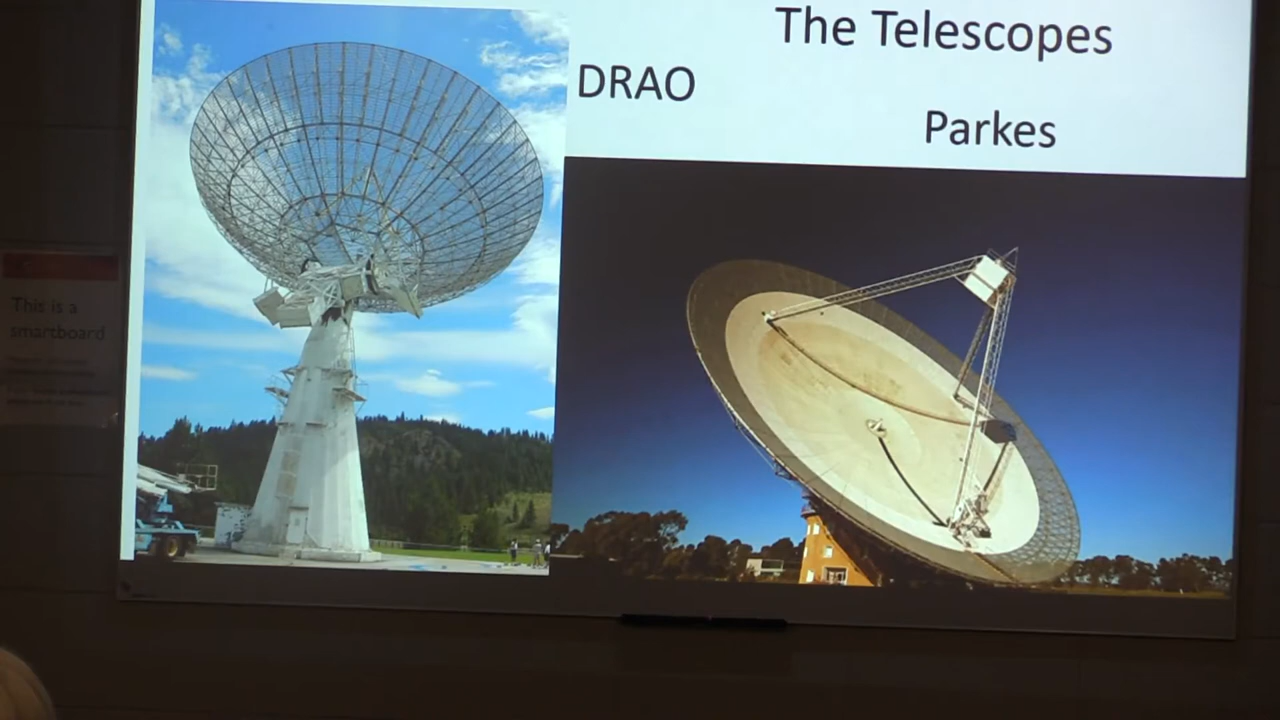 The Telescopes
DRAO
Parkes
This is a
smartboard